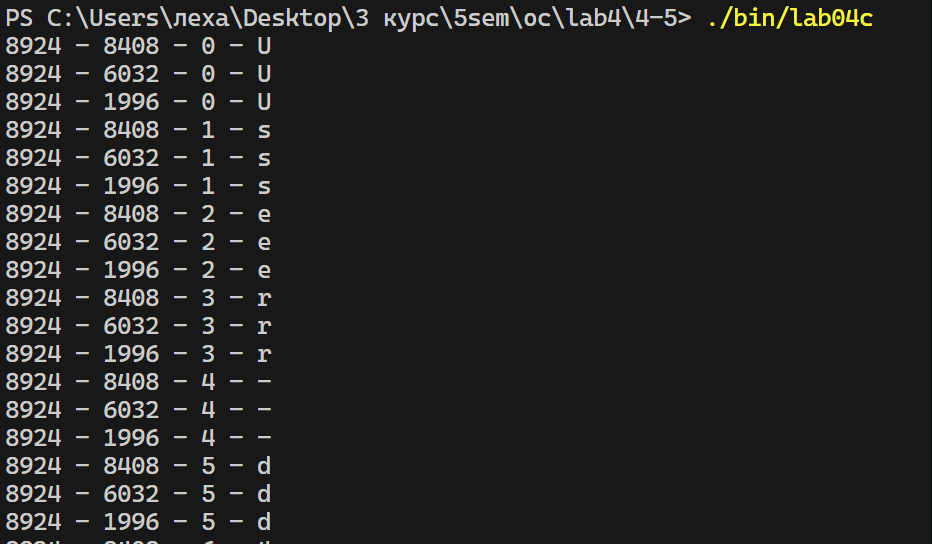 PS C:\Users\леха\Desktop\3 курс\5sem\ос\lab4\4-5> ./bin/lab04c
8924 - 8408 - 0 - U
8924 - 6032 - 0 - U
8924 - 1996 - 0 - U
8924 - 8408 - 1 - s
8924 - 6032 - 1 - s
8924 - 1996 - 1 - s
8924 - 8408 - 2 - e
8924 - 6032 - 2 - e
8924 - 1996 - 2 - e
8924 - 8408 - 3 - r
8924 - 6032 - 3 - r
8924 - 1996 - 3 - r
8924 - 8408 - 4 - -
8924 - 6032 - 4 - -
8924 - 1996 - 4 - -
8924 - 8408 - 5 - d
8924 - 6032 - 5 - d
8924 - 1996 - 5 - d